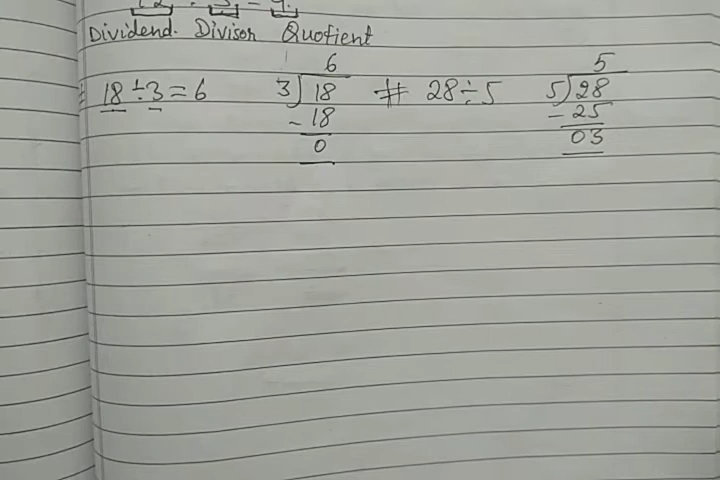 Dividend. Divisor Quotient
6 5
18 ÷ 3 = 6 3) 18 # 28 ÷ 5 5) 28
- 18 - 25
0 03